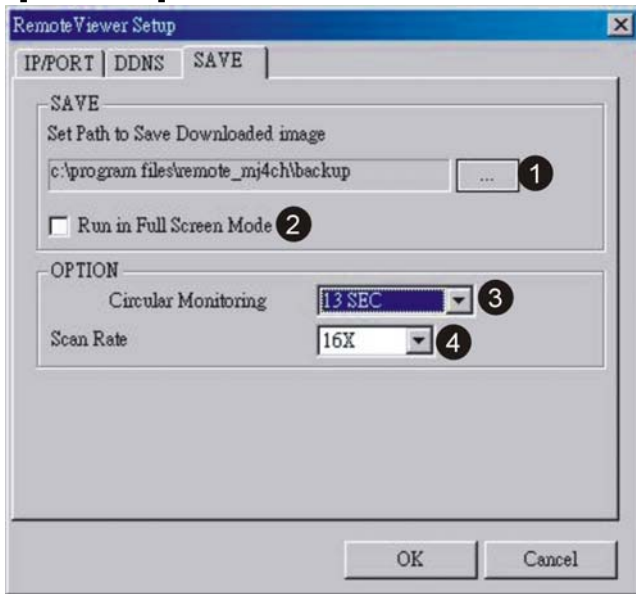 RemoteViewer Setup
IP/PORT DDNS SAVE
SAVE
Set Path to Save Downloaded image
c:\program files\remote_mj4ch\backup ... 1
Run in Full Screen Mode 2
OPTION
Circular Monitoring 13 SEC 3
Scan Rate 16X 4
OK Cancel